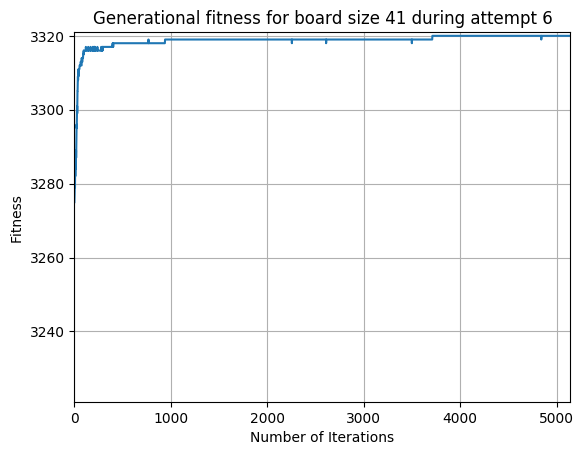 Generational fitness for board size 41 during attempt 6
3320
3300
3280
3260
3240
Fitness
0 1000 2000 3000 4000 5000
Number of Iterations